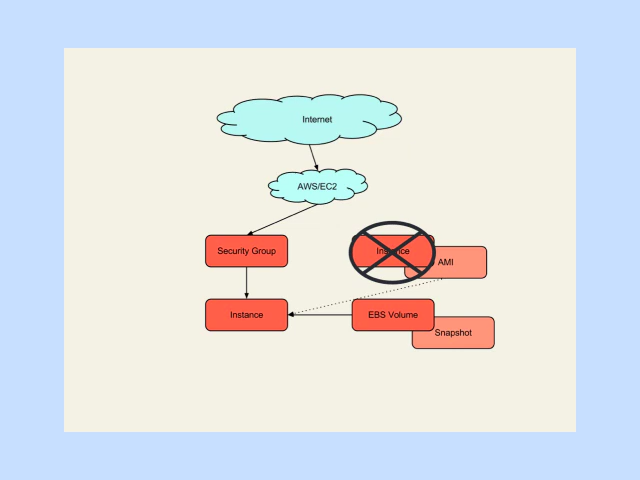 Internet
AWS/EC2
Security Group
Instance
AMI
Instance
EBS Volume
Snapshot